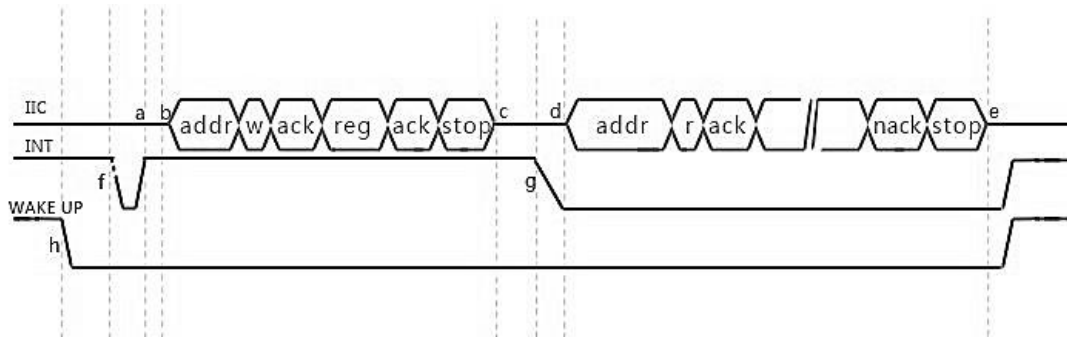 IIC a b addr w ack reg ack stop c d addr r ack nack stop e
INT f g
WAKE UP h